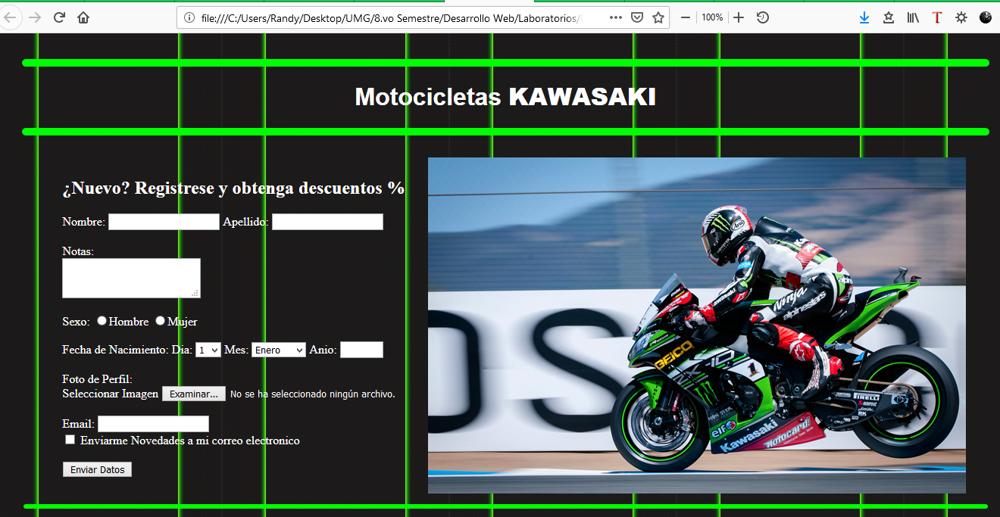 file:///C:/Users/Randy/Desktop/UMG/8.vo Semestre/Desarrollo Web/Laboratorios/
100%
Motocicletas KAWASAKI
¿Nuevo? Registrese y obtenga descuentos %
Nombre: Apellido:
Notas:
Sexo: Hombre Mujer
Fecha de Nacimiento: Dia: 1 Mes: Enero Anio:
Foto de Perfil:
Seleccionar Imagen Examinar... No se ha seleccionado ningún archivo.
Email:
Enviarme Novedades a mi correo electronico
Enviar Datos
Arai
Ninja
alpinestars
GEICO
1
MONSTER
elf
Kawasaki
Motocard
PIRELLI
RK